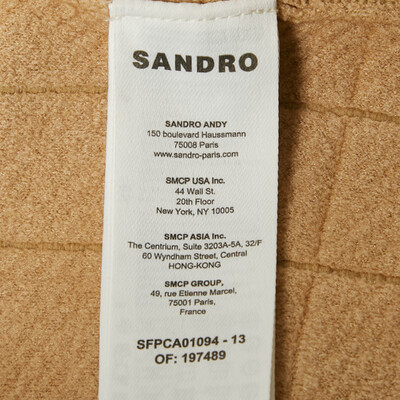 SANDRO
SANDRO ANDY
150 boulevard Haussmann
75008 Paris
www.sandro-paris.com
SMCP USA Inc.
44 Wall St.
20th Floor
New York, NY 10005
SMCP ASIA Inc.
The Centrium, Suite 3203A-5A, 32/F
60 Wyndham Street, Central
HONG-KONG
SMCP GROUP,
49, rue Etienne Marcel,
75001 Paris,
France
SFPCA01094 - 13
OF: 197489